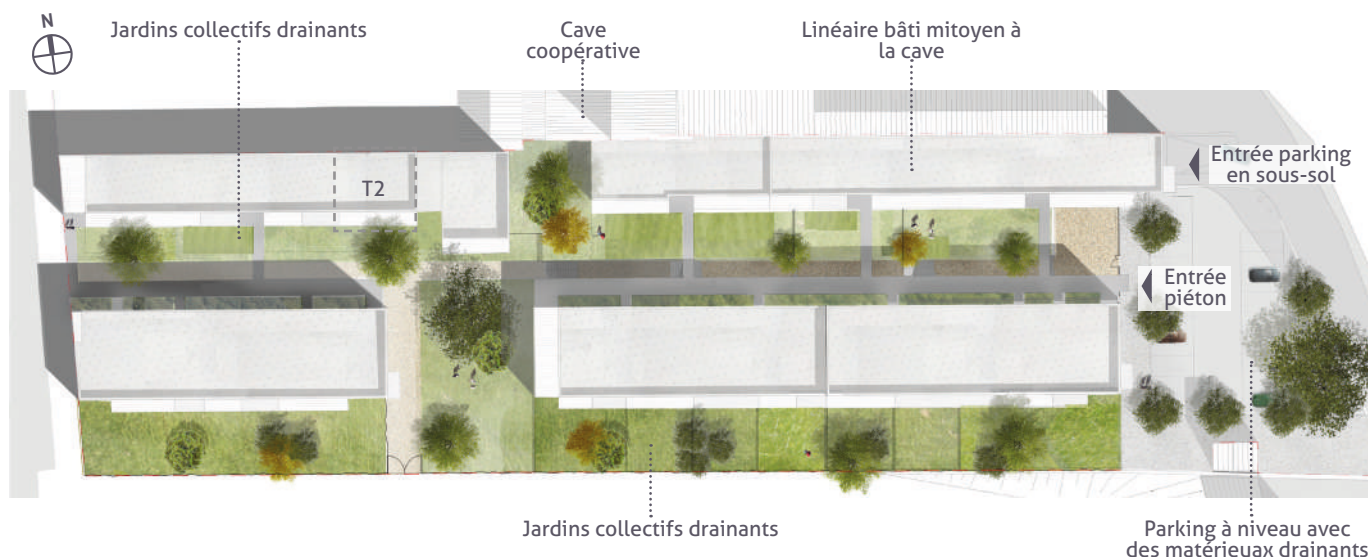 N
Jardins collectifs drainants
Cave
coopérative
Linéaire bâti mitoyen à
la cave
T2
Entrée parking
en sous-sol
Entrée
piéton
Jardins collectifs drainants
Parking à niveau avec
des matérieaux drainants